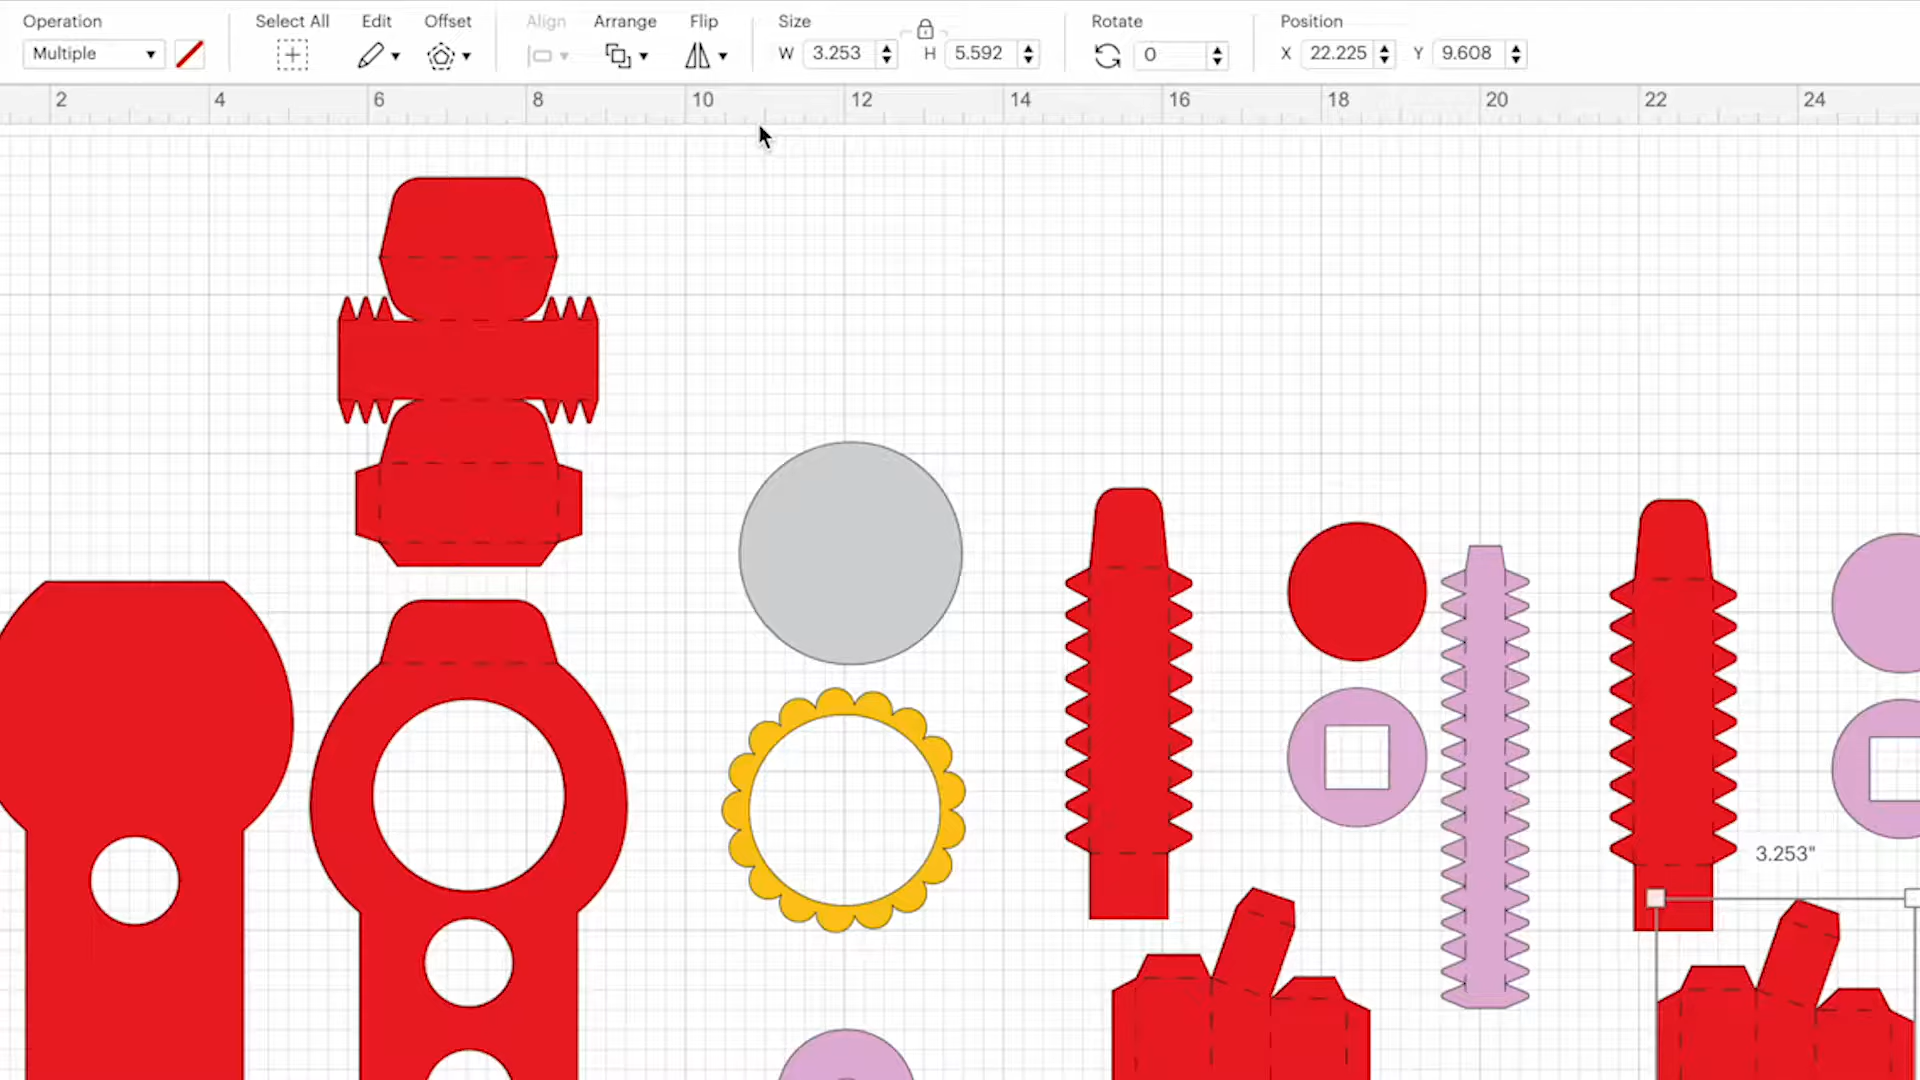 Operation Select All Edit Offset Align Arrange Flip Size Rotate Position
Multiple W 3.253 H 5.592 0 X 22.225 Y 9.608
2 4 6 8 10 12 14 16 18 20 22 24
3.253"